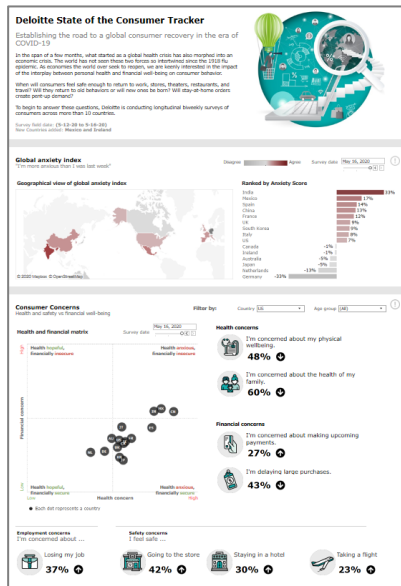 Deloitte State of the Consumer Tracker
Establishing the road to a global consumer recovery in the era of
COVID-19
In the span of a few months, what started as a global health crisis has also morphed into an
economic one. The world has not seen these two forces so intertwined since the 1918 flu
epidemic. As economies the world over seek to reopen, we are keenly interested in the impact
of the interplay between personal health and financial well-being on consumer behavior.
When will consumers feel safe enough to return to work, stores, theaters, restaurants, and
travel? Will they return to old behaviors or will new ones be born? Will stay-at-home orders
create pent-up demand?
To begin to answer these questions, Deloitte is conducting longitudinal biweekly surveys of
consumers across more than 10 countries.
Survey field date: (5-12-20 to 5-16-20)
New Countries added: Mexico and Ireland
Global anxiety index
"I'm more anxious than I was last week"
Disagree
Agree
Survey date
May 16, 2020
Geographical view of global anxiety index
Ranked by Anxiety Score
India 33%
Mexico 17%
Spain 14%
China 13%
France 12%
UK 9%
South Korea 9%
Italy 8%
US 7%
Canada -1%
Ireland -1%
Australia -5%
Japan -5%
Netherlands -13%
Germany -33%
© 2020 Mapbox © OpenStreetMap
Consumer Concerns
Health and safety vs financial well-being
Filter by:
Country
US
Age group
(All)
Health and financial matrix
Survey date
May 16, 2020
High
Health hopeful,
financially insecure
Health anxious,
financially insecure
Financial concern
Low
Health hopeful,
financially secure
Health anxious,
financially secure
Low
Health concern
High
Each dot represents a country
Health concerns
I'm concerned about my physical
wellbeing.
48%
I'm concerned about the health of my
family.
60%
Financial concerns
I'm concerned about making upcoming
payments.
27%
I'm delaying large purchases.
43%
Employment concerns
I'm concerned about ...
Safety concerns
I feel safe ...
Losing my job
37%
Going to the store
42%
Staying in a hotel
30%
Taking a flight
23%